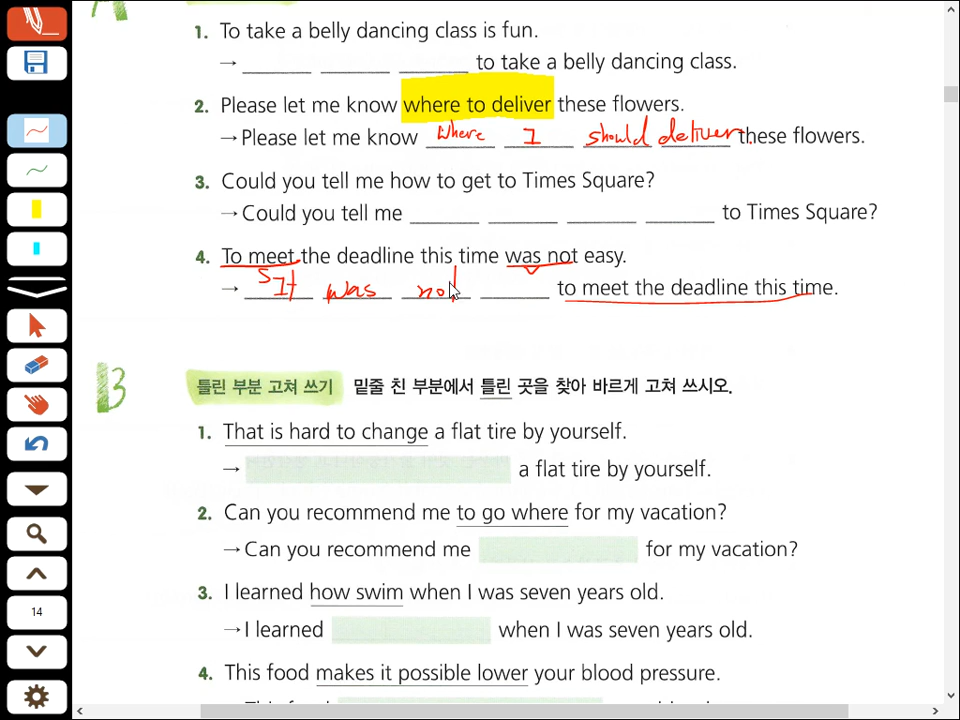 A
1. To take a belly dancing class is fun.
→ ______ ______ ______ to take a belly dancing class.
2. Please let me know where to deliver these flowers.
→ Please let me know where I should deliver these flowers.
3. Could you tell me how to get to Times Square?
→ Could you tell me ______ ______ ______ ______ to Times Square?
4. To meet the deadline this time was not easy.
S
→ It was not ______ to meet the deadline this time.
B 틀린 부분 고쳐 쓰기 밑줄 친 부분에서 틀린 곳을 찾아 바르게 고쳐 쓰시오.
1. That is hard to change a flat tire by yourself.
→ a flat tire by yourself.
2. Can you recommend me to go where for my vacation?
→ Can you recommend me for my vacation?
3. I learned how swim when I was seven years old.
→ I learned when I was seven years old.
14
4. This food makes it possible lower your blood pressure.